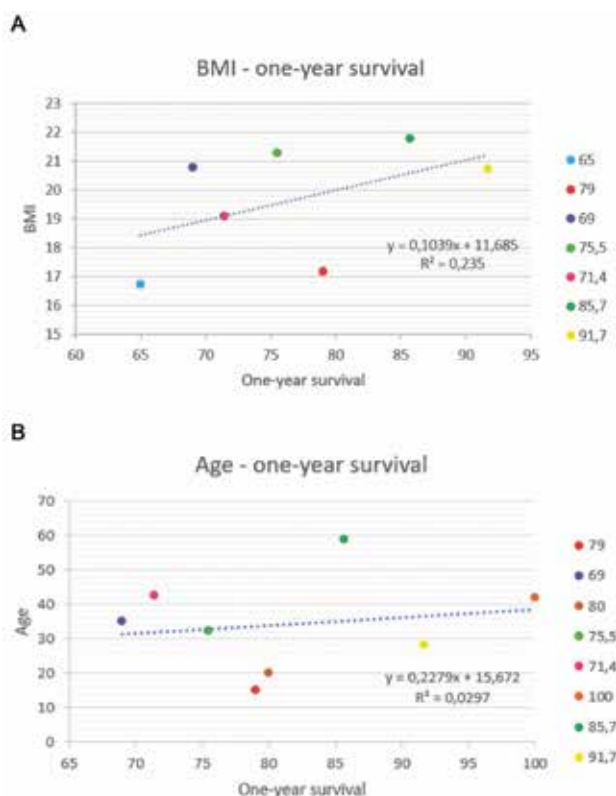 A
BMI - one-year survival
23
22
21
20
19
18
17
16
15
BMI
y = 0,1039x + 11,685
R² = 0,235
60 65 70 75 80 85 90 95
One-year survival
65
79
69
75,5
71,4
85,7
91,7
B
Age - one-year survival
70
60
50
40
30
20
10
0
Age
y = 0,2279x + 15,672
R² = 0,0297
65 70 75 80 85 90 95 100
One-year survival
79
69
80
75,5
71,4
100
85,7
91,7